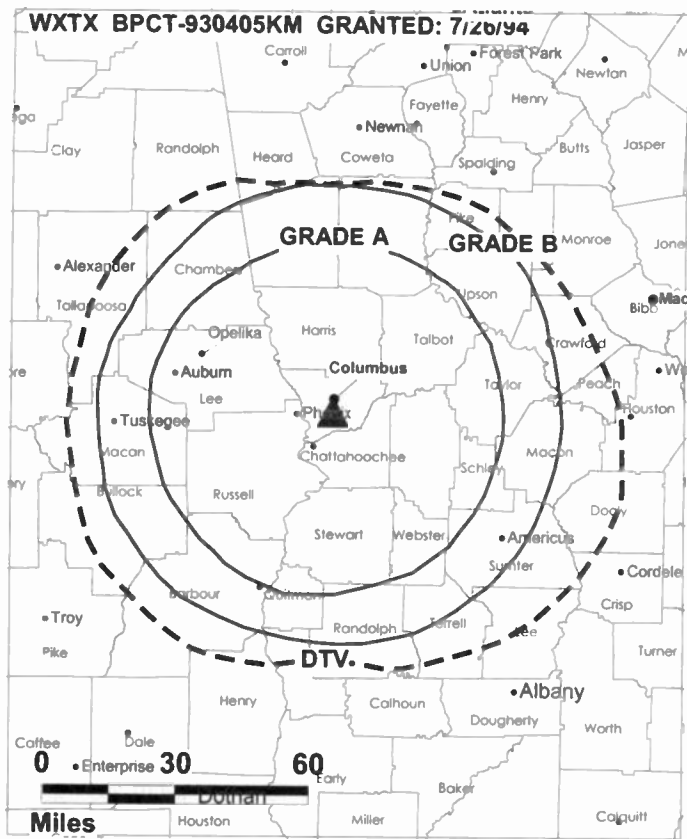 WXTX BPCT-930405KM GRANTED: 7/26/94
Carroll
Union
Forest Park
Newtan
Fayette
Henry
Newnan
Clay
Randolph
Heard
Coweta
Spalding
Butts
Jasper
Pike
GRADE A
GRADE B
Monroe
Alexander
Chambers
Upson
Bibb
Tallapoosa
Harris
Talbot
Opelika
Crawford
Columbus
Auburn
Lee
Taylor
Peach
Phenix
Houston
Tuskegee
Macan
Chattahoochee
Macon
Schley
Bullock
Russell
Dooly
Stewart
Webster
Americus
Sumter
Cordele
Barbour
Quitman
Crisp
Troy
Randolph
Terrell
Lee
Pike
DTV
Turner
Henry
Calhoun
Albany
Dougherty
Worth
Coffee
Dale
0 30 60
Enterprise
Early
Baker
Dothan
Miles
Houston
Miller
Calquitt